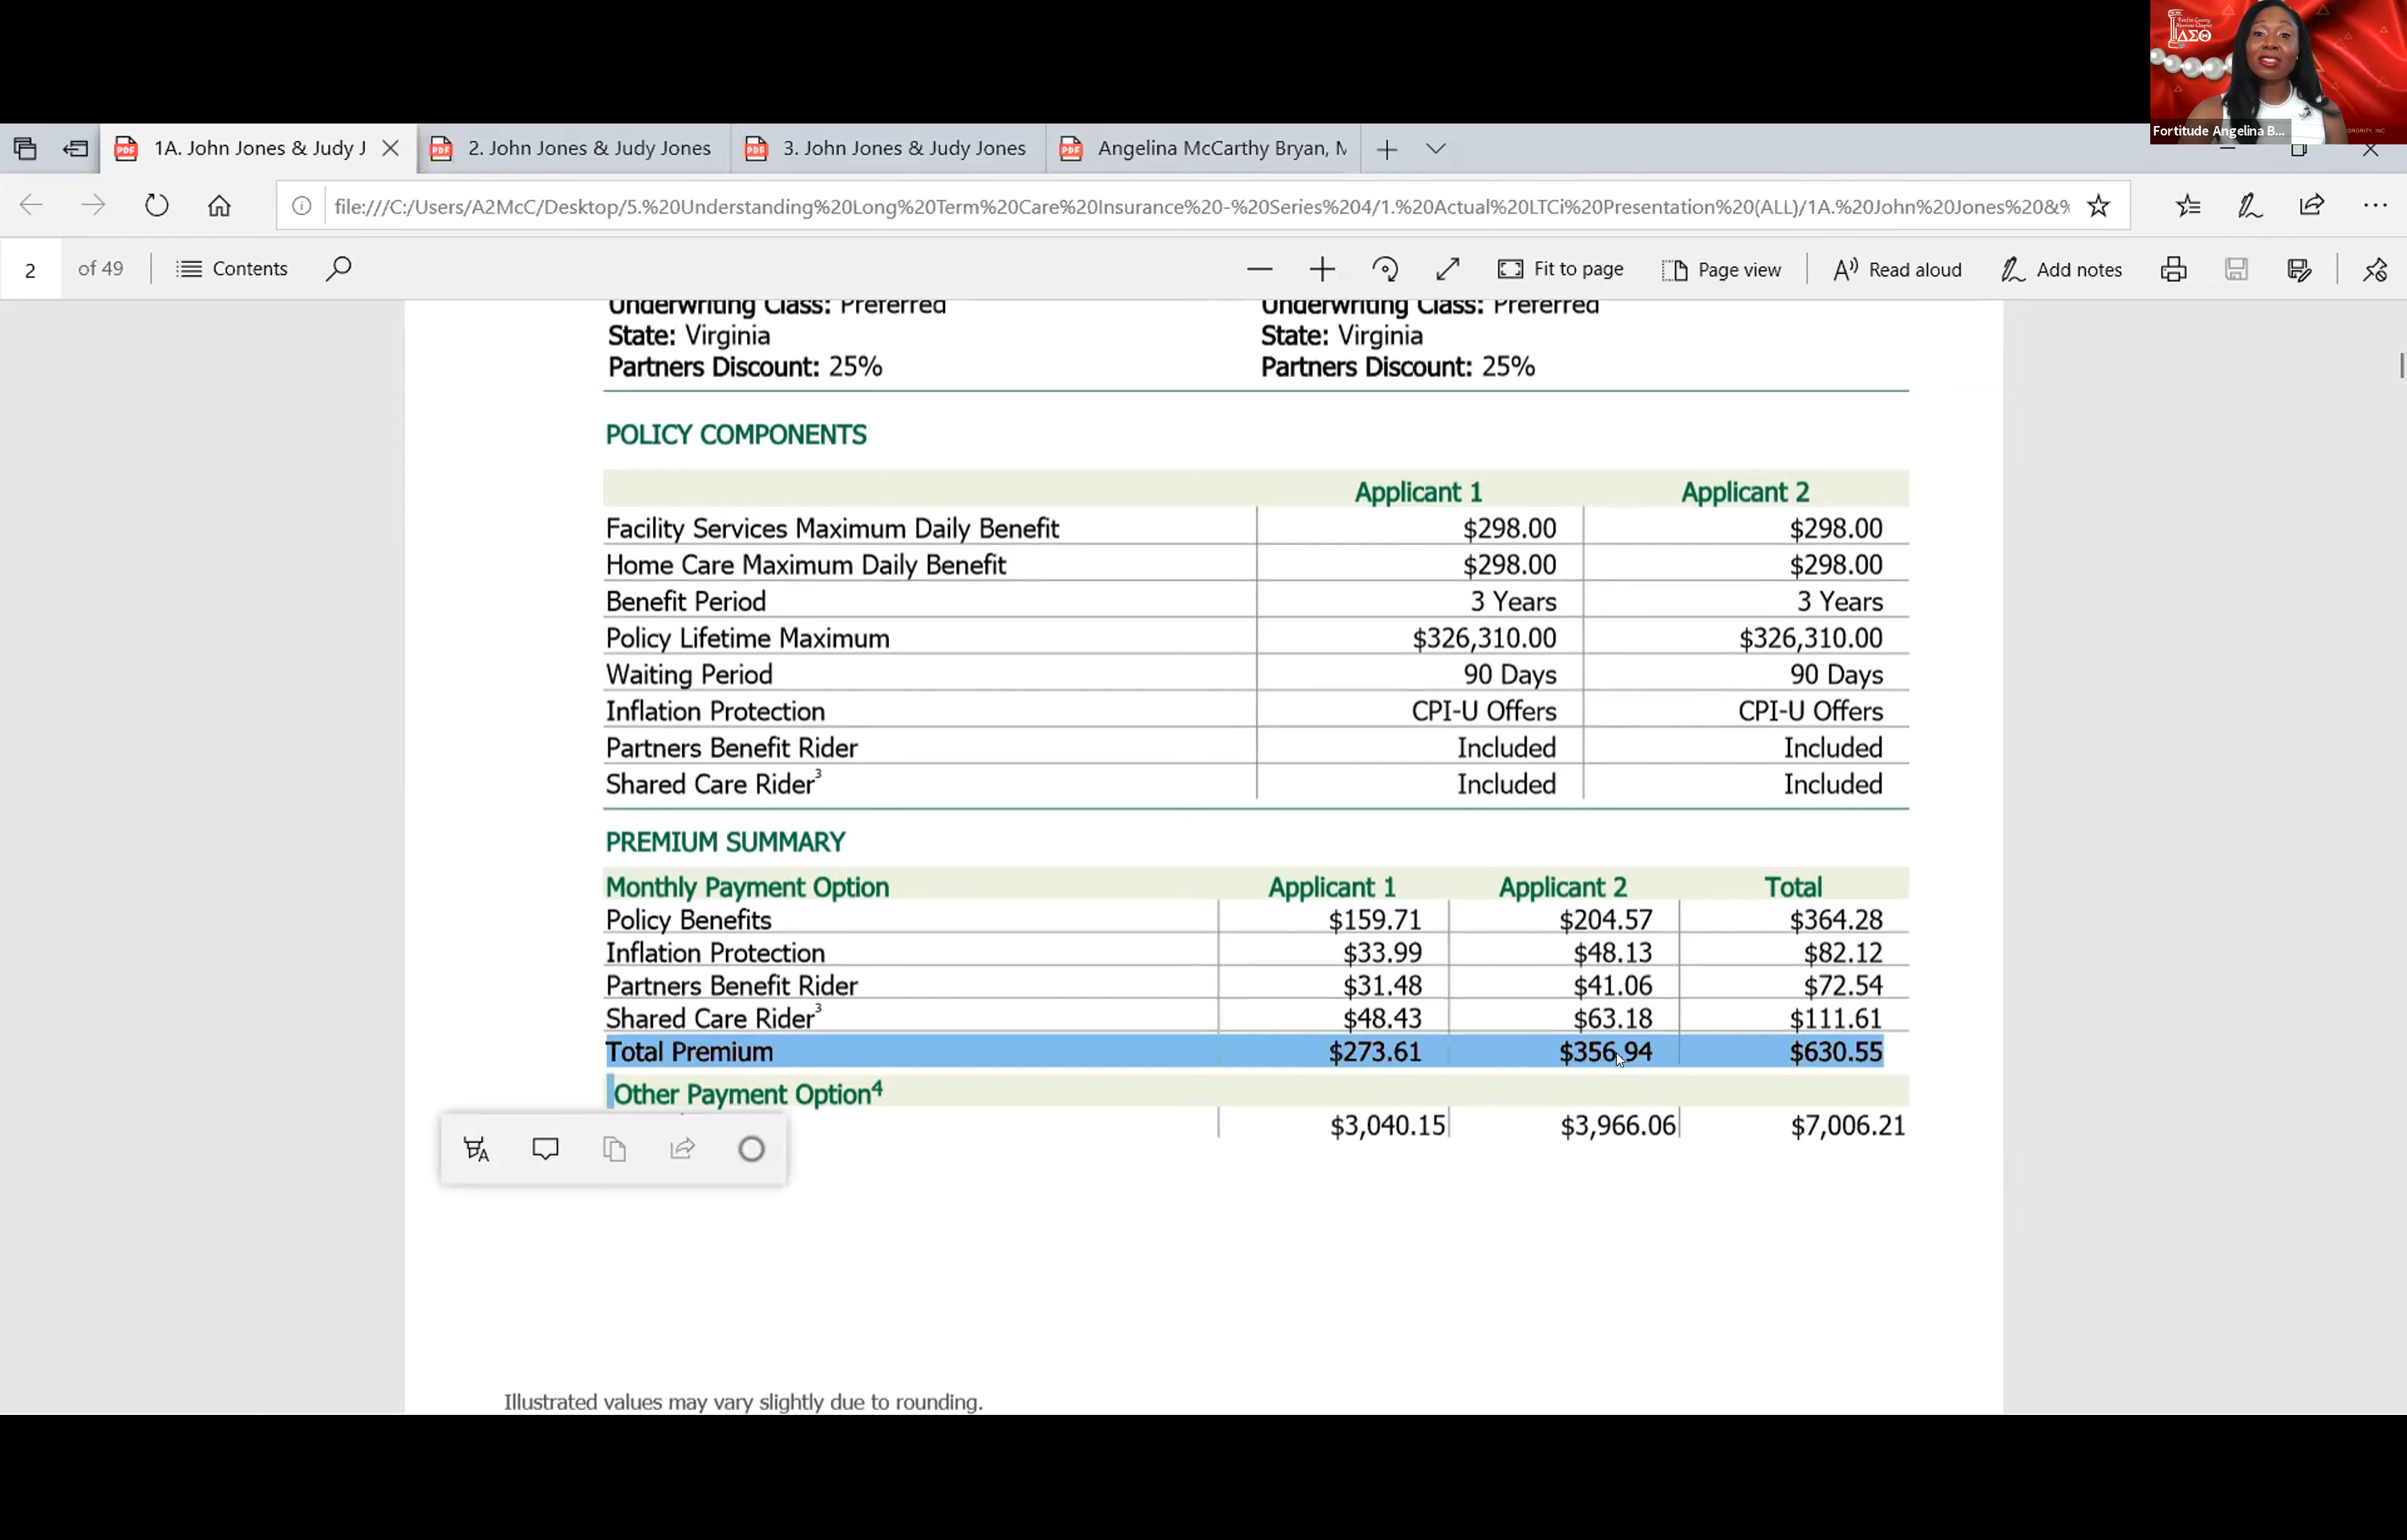 ΔΣΘ
Fortitude Angelina B...
1A. John Jones & Judy J
2. John Jones & Judy Jones
3. John Jones & Judy Jones
Angelina McCarthy Bryan, M
file:///C:/Users/A2McC/Desktop/5.%20Understanding%20Long%20Term%20Care%20Insurance%20-%20Series%204/1.%20Actual%20LTCi%20Presentation%20(ALL)/1A.%20John%20Jones%20&%
2 of 49 Contents Fit to page Page view Read aloud Add notes
Underwriting Class: Preferred Underwriting Class: Preferred
State: Virginia State: Virginia
Partners Discount: 25% Partners Discount: 25%
POLICY COMPONENTS
Applicant 1 Applicant 2
Facility Services Maximum Daily Benefit $298.00 $298.00
Home Care Maximum Daily Benefit $298.00 $298.00
Benefit Period 3 Years 3 Years
Policy Lifetime Maximum $326,310.00 $326,310.00
Waiting Period 90 Days 90 Days
Inflation Protection CPI-U Offers CPI-U Offers
Partners Benefit Rider Included Included
Shared Care Rider³ Included Included
PREMIUM SUMMARY
Monthly Payment Option Applicant 1 Applicant 2 Total
Policy Benefits $159.71 $204.57 $364.28
Inflation Protection $33.99 $48.13 $82.12
Partners Benefit Rider $31.48 $41.06 $72.54
Shared Care Rider³ $48.43 $63.18 $111.61
Total Premium $273.61 $356.94 $630.55
Other Payment Option⁴
$3,040.15 $3,966.06 $7,006.21
Illustrated values may vary slightly due to rounding.